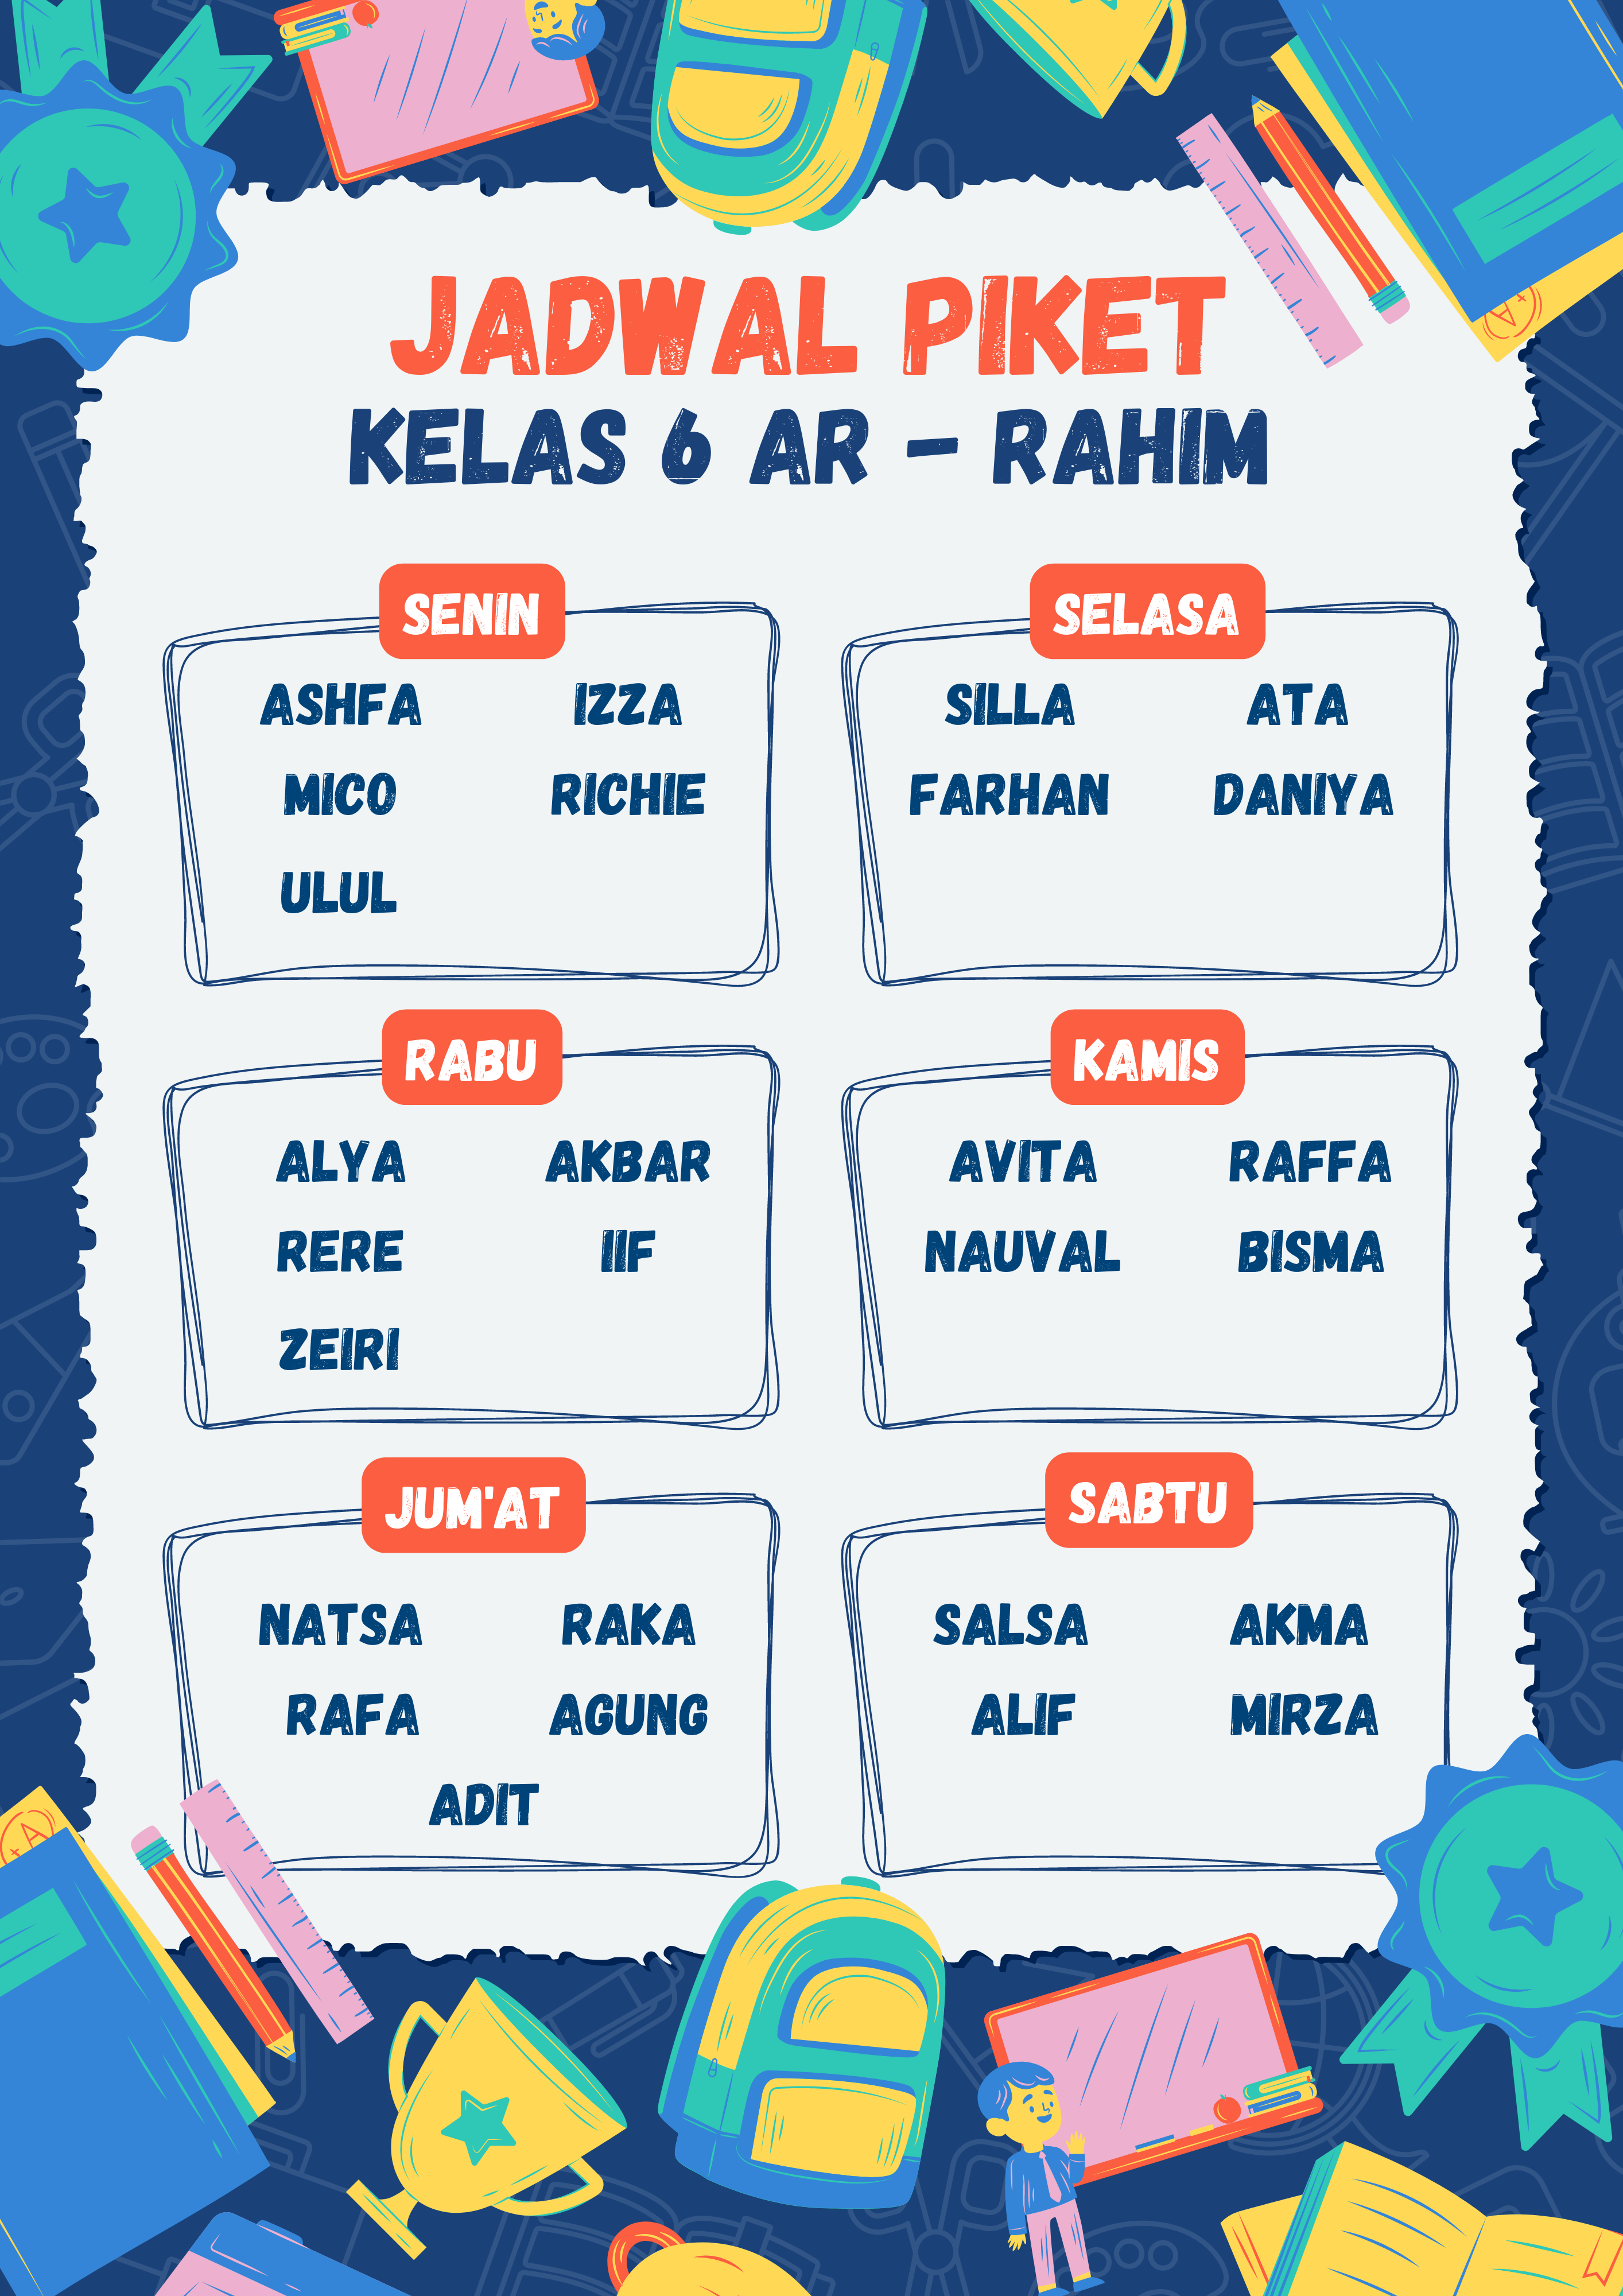 JADWAL PIKET
KELAS 6 AR - RAHIM
SENIN
ASHFA IZZA
MICO RICHIE
ULUL
SELASA
SILLA ATA
FARHAN DANIYA
RABU
ALYA AKBAR
RERE IIF
ZEIRI
KAMIS
AVITA RAFFA
NAUVAL BISMA
JUM'AT
NATSA RAKA
RAFA AGUNG
ADIT
SABTU
SALSA AKMA
ALIF MIRZA
A+
A+